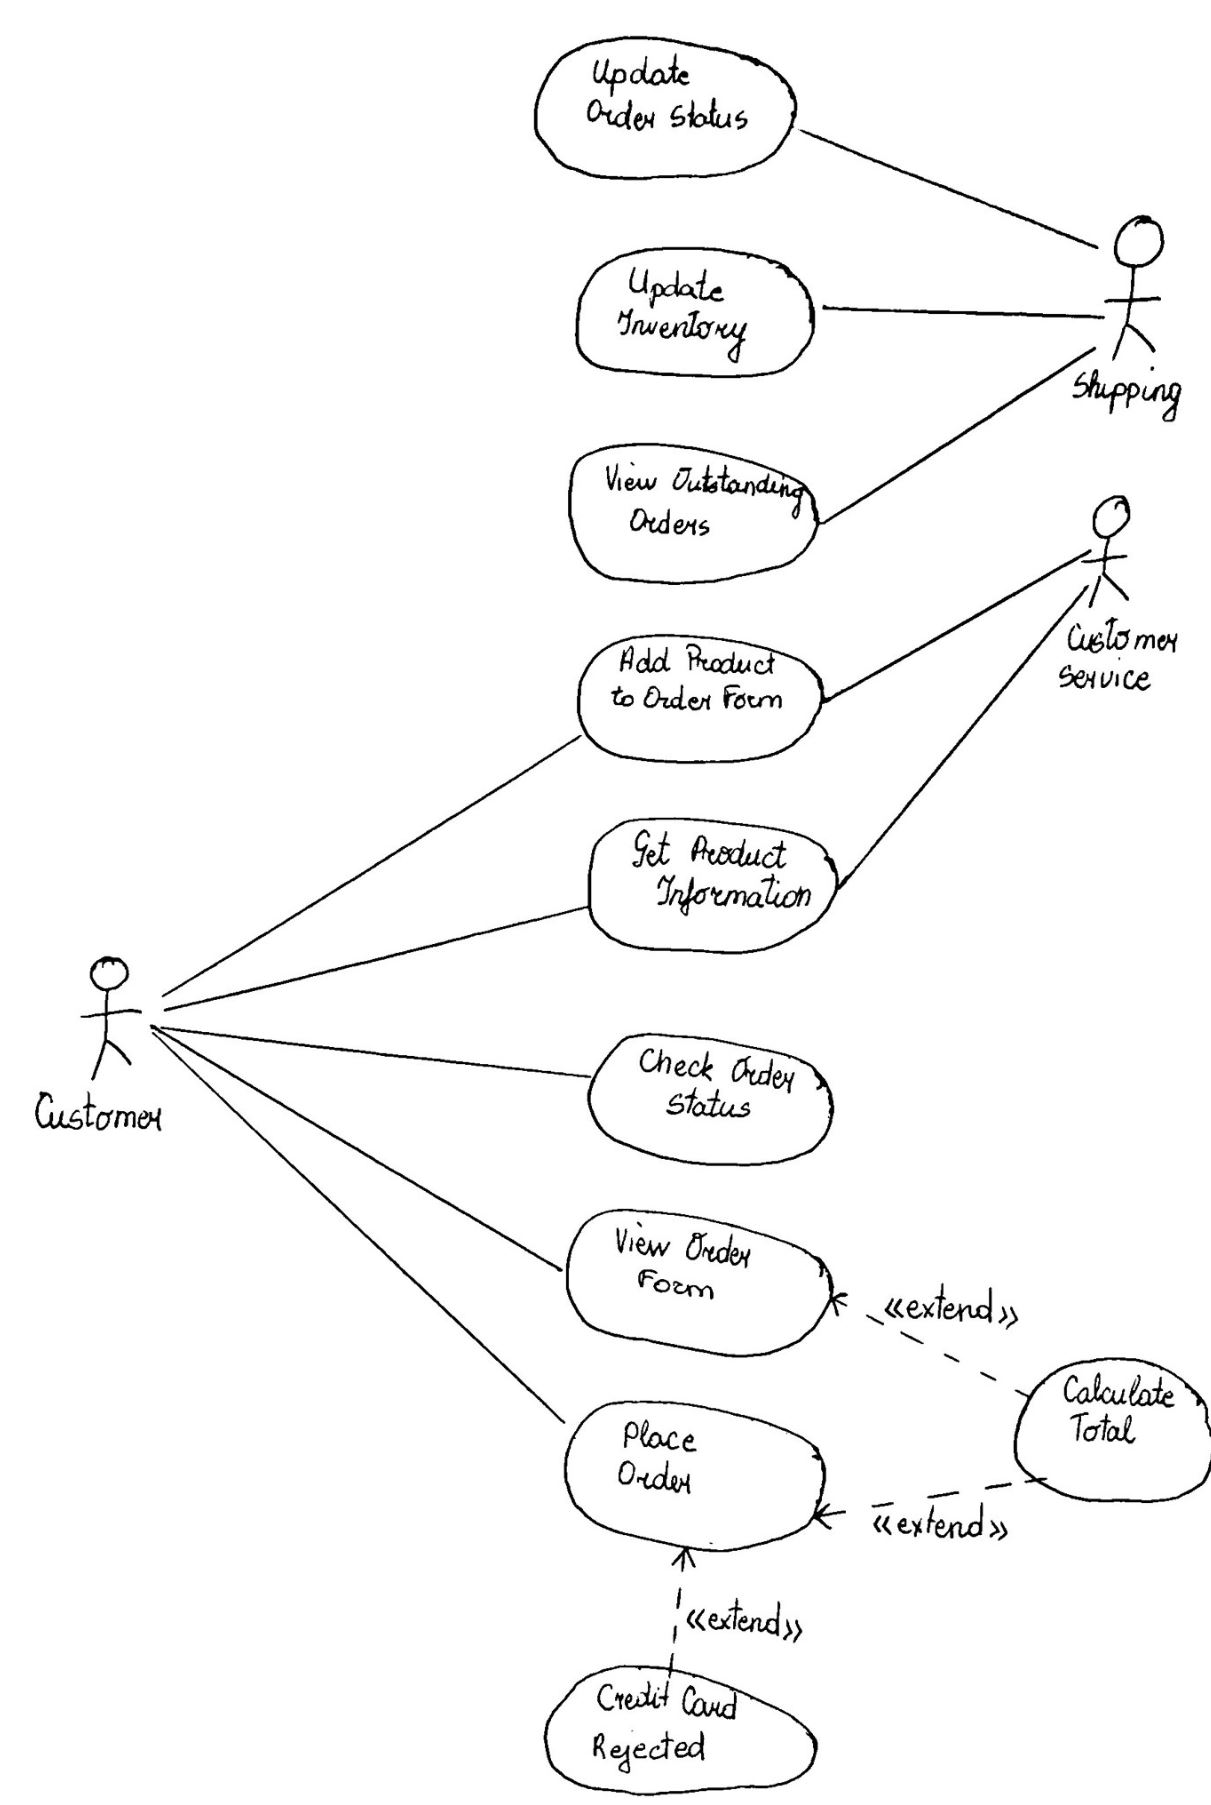 Update
Order Status
Update
Inventory
Shipping
View Outstanding
Orders
Customer
Service
Add Product
to Order Form
Get Product
Information
Customer
Check Order
Status
View Order
Form
«extend»
Calculate
Total
Place
Order
«extend»
«extend»
Credit Card
Rejected